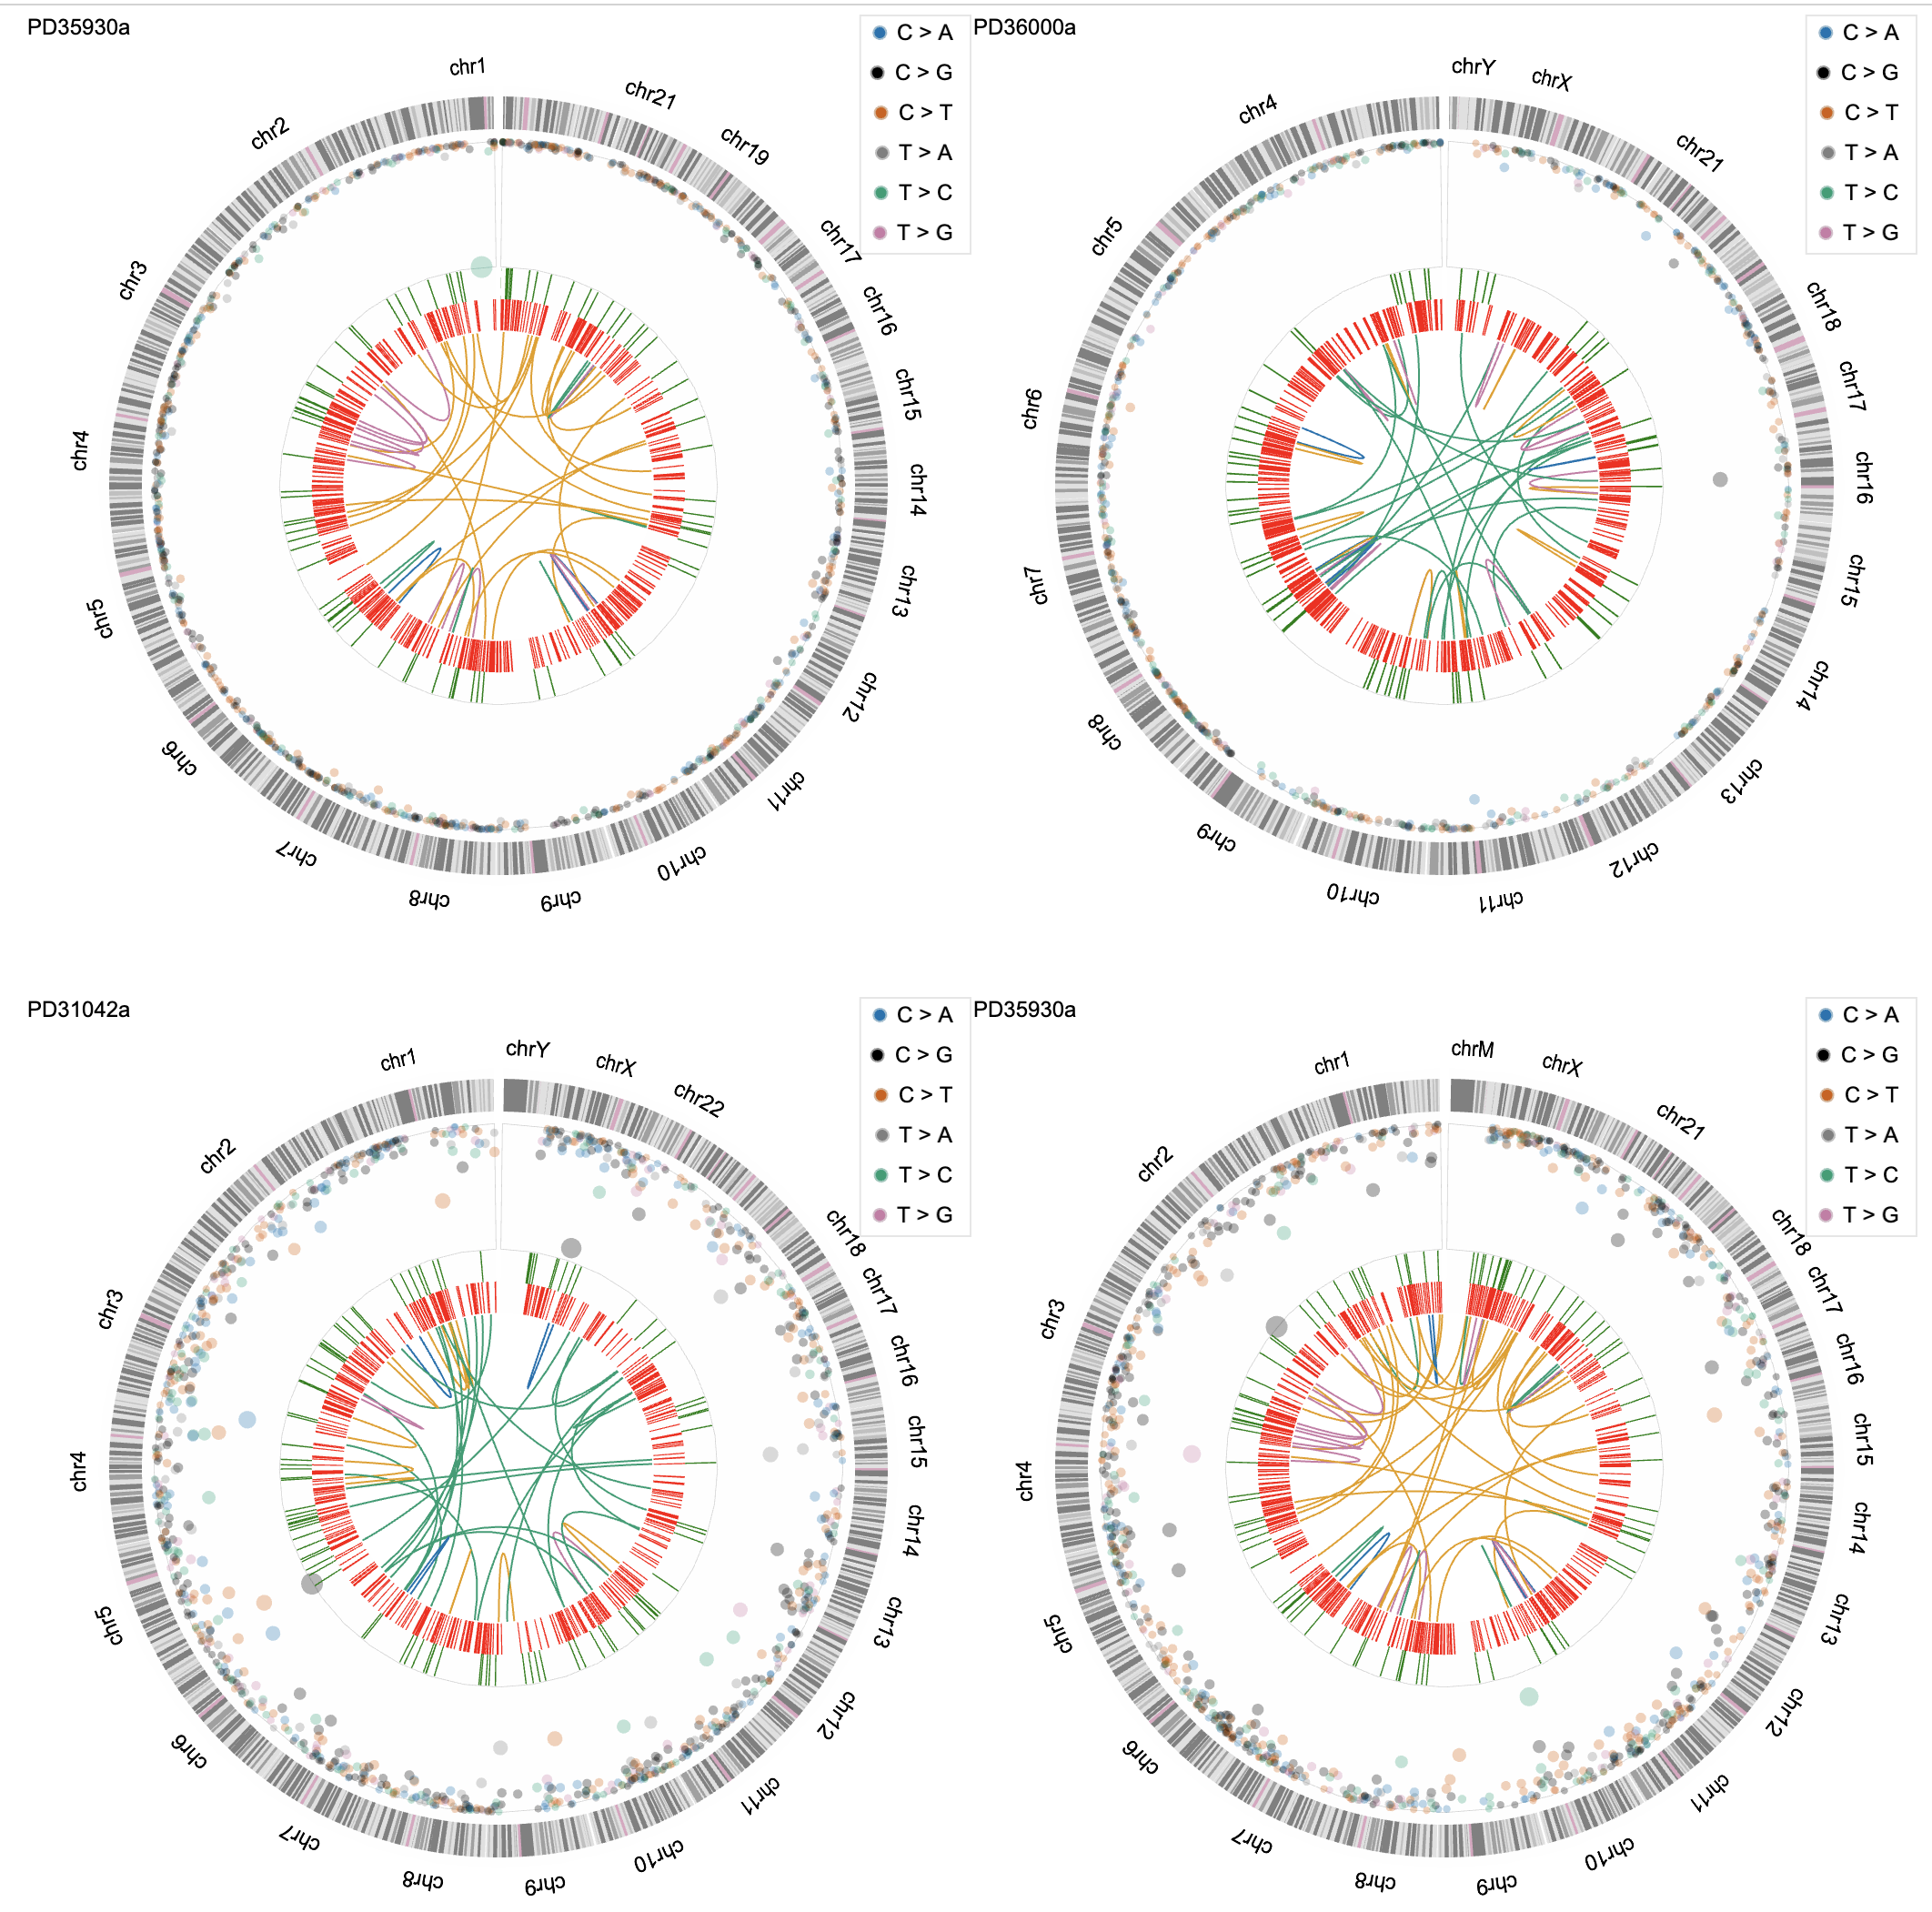 PD35930a
C > A
C > G
C > T
T > A
T > C
T > G
chr1
chr21
chr19
chr17
chr16
chr15
chr14
chr13
chr12
chr11
chr10
chr9
chr8
chr7
chr6
chr5
chr4
chr3
chr2
PD36000a
C > A
C > G
C > T
T > A
T > C
T > G
chrY
chrX
chr21
chr18
chr17
chr16
chr15
chr14
chr13
chr12
chr11
chr10
chr9
chr8
chr7
chr6
chr5
chr4
PD31042a
C > A
C > G
C > T
T > A
T > C
T > G
chr1
chrY
chrX
chr22
chr18
chr17
chr16
chr15
chr14
chr13
chr12
chr11
chr10
chr9
chr8
chr7
chr6
chr5
chr4
chr3
chr2
PD35930a
C > A
C > G
C > T
T > A
T > C
T > G
chr1
chrM
chrX
chr21
chr18
chr17
chr16
chr15
chr14
chr13
chr12
chr11
chr10
chr9
chr8
chr7
chr6
chr5
chr4
chr3
chr2